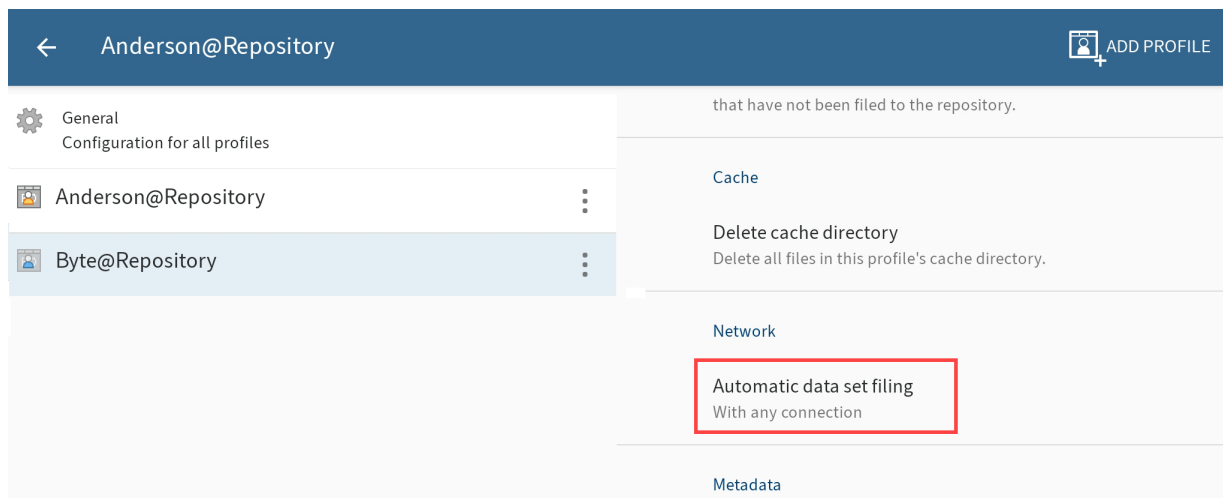 Anderson@Repository
ADD PROFILE
General
Configuration for all profiles
Anderson@Repository
Byte@Repository
that have not been filed to the repository.
Cache
Delete cache directory
Delete all files in this profile's cache directory.
Network
Automatic data set filing
With any connection
Metadata